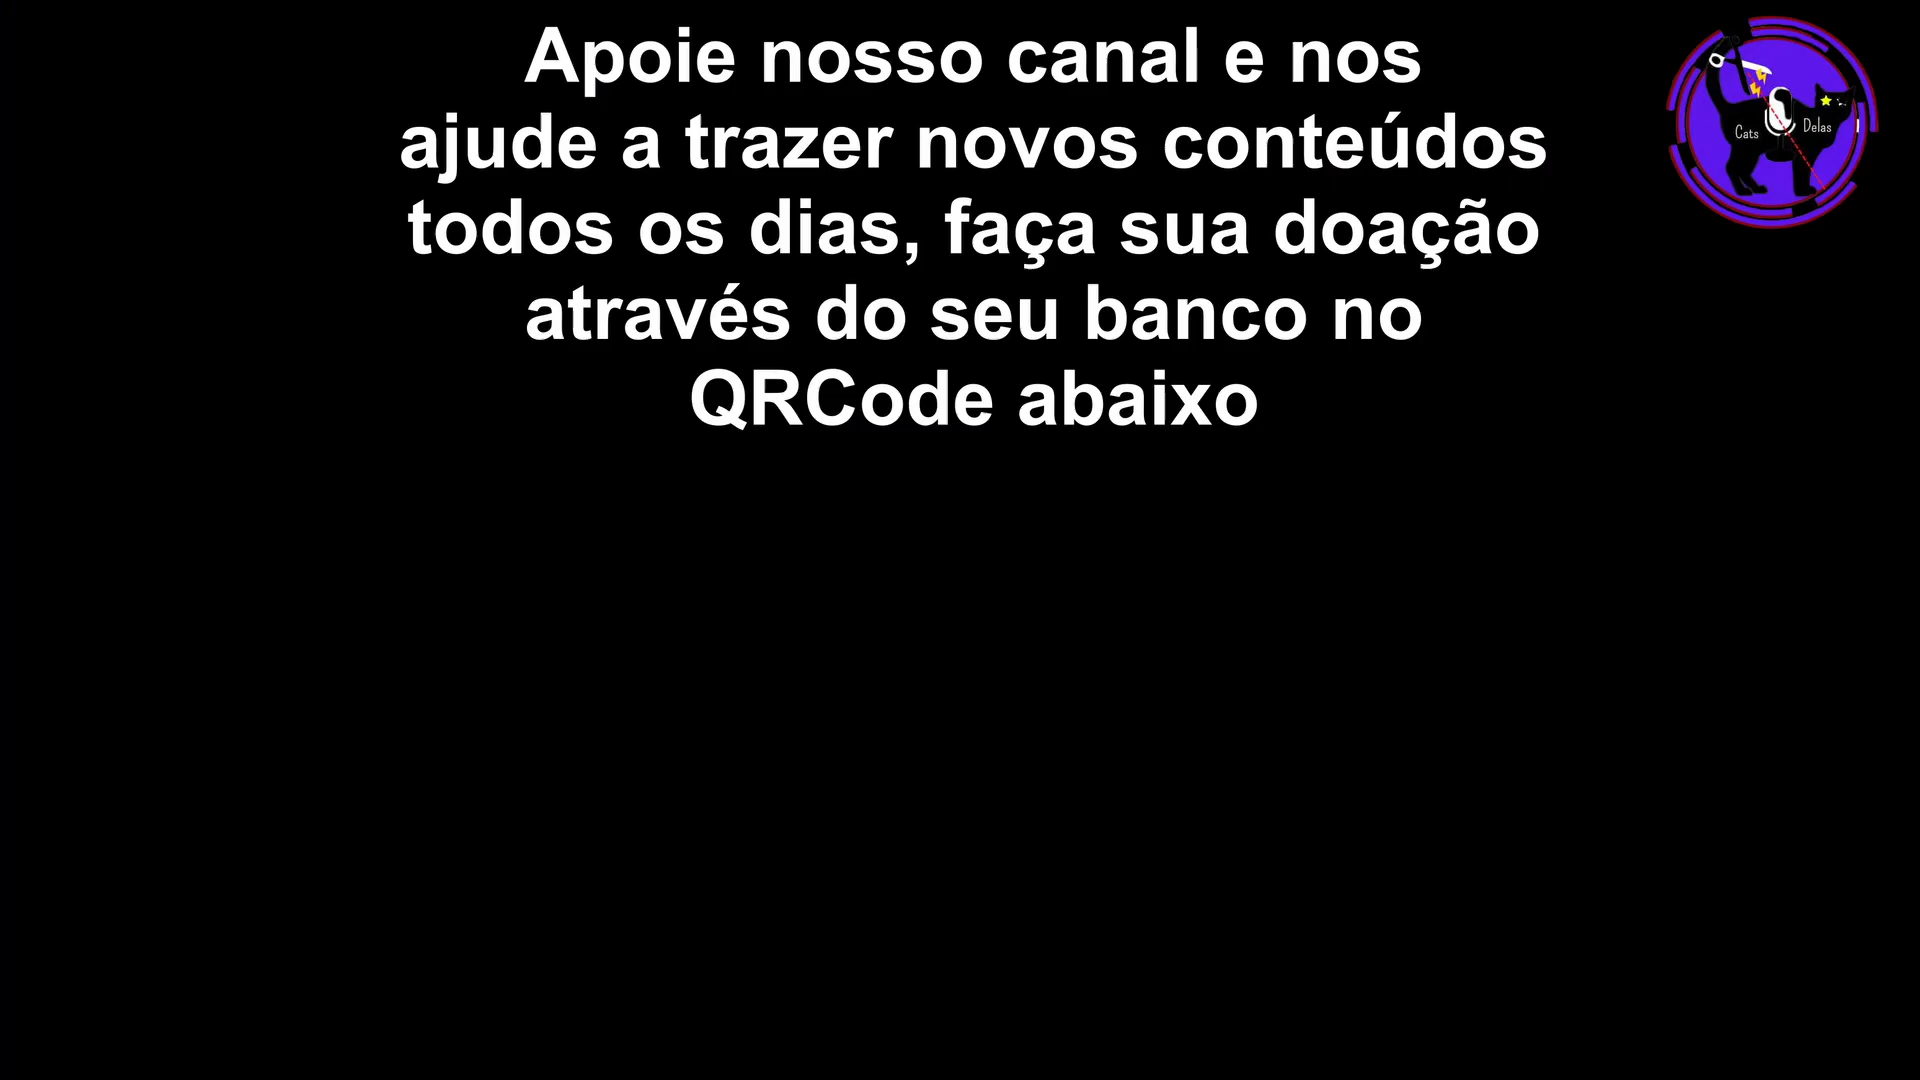 Apoie nosso canal e nos
ajude a trazer novos conteúdos
todos os dias, faça sua doação
através do seu banco no
QRCode abaixo
Cats
Delas